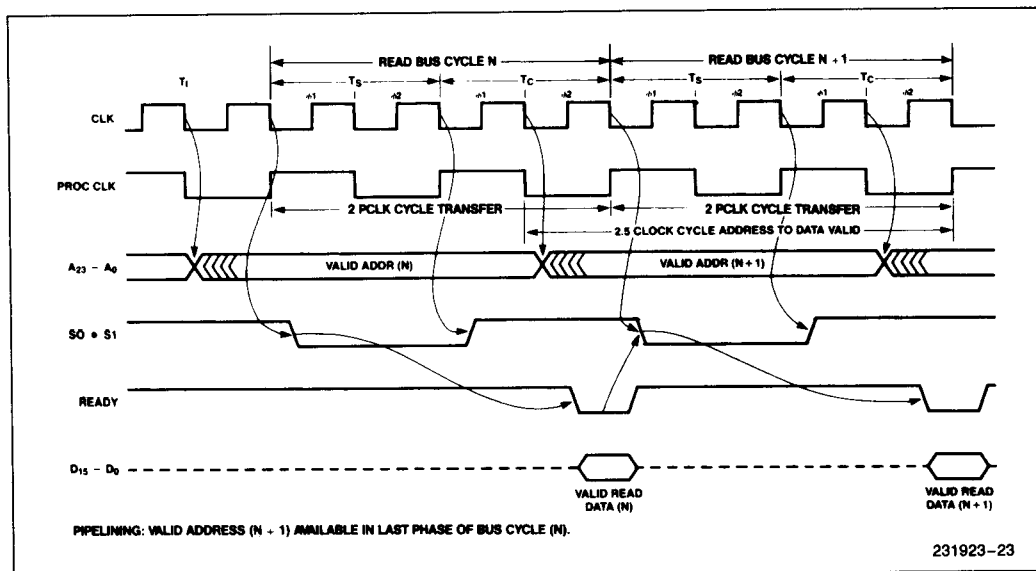 READ BUS CYCLE N
READ BUS CYCLE N + 1
TI
TS
TC
TS
TC
ϕ1
ϕ2
ϕ1
ϕ2
ϕ1
ϕ2
ϕ1
ϕ2
CLK
PROC CLK
2 PCLK CYCLE TRANSFER
2 PCLK CYCLE TRANSFER
2.5 CLOCK CYCLE ADDRESS TO DATA VALID
A23 – A0
VALID ADDR (N)
VALID ADDR (N + 1)
S0 • S1
READY
D15 – D0
VALID READ
DATA (N)
VALID READ
DATA (N + 1)
PIPELINING: VALID ADDRESS (N + 1) AVAILABLE IN LAST PHASE OF BUS CYCLE (N).
231923–23